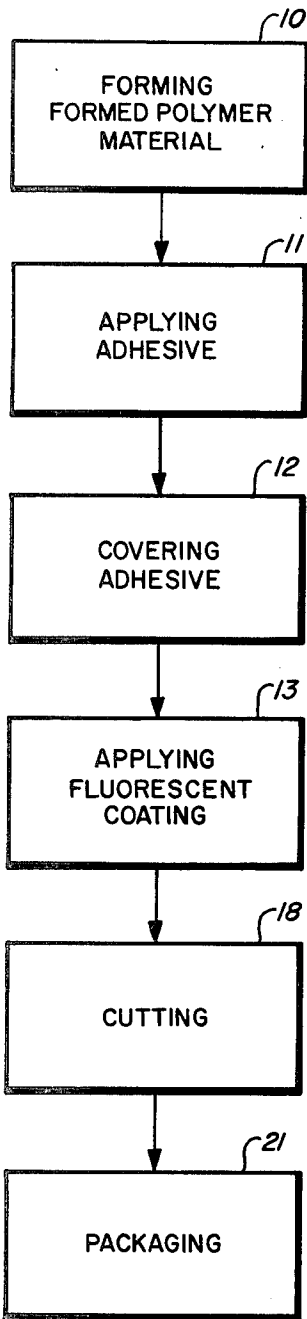 10
FORMING
FORMED POLYMER
MATERIAL
11
APPLYING
ADHESIVE
12
COVERING
ADHESIVE
13
APPLYING
FLUORESCENT
COATING
18
CUTTING
21
PACKAGING